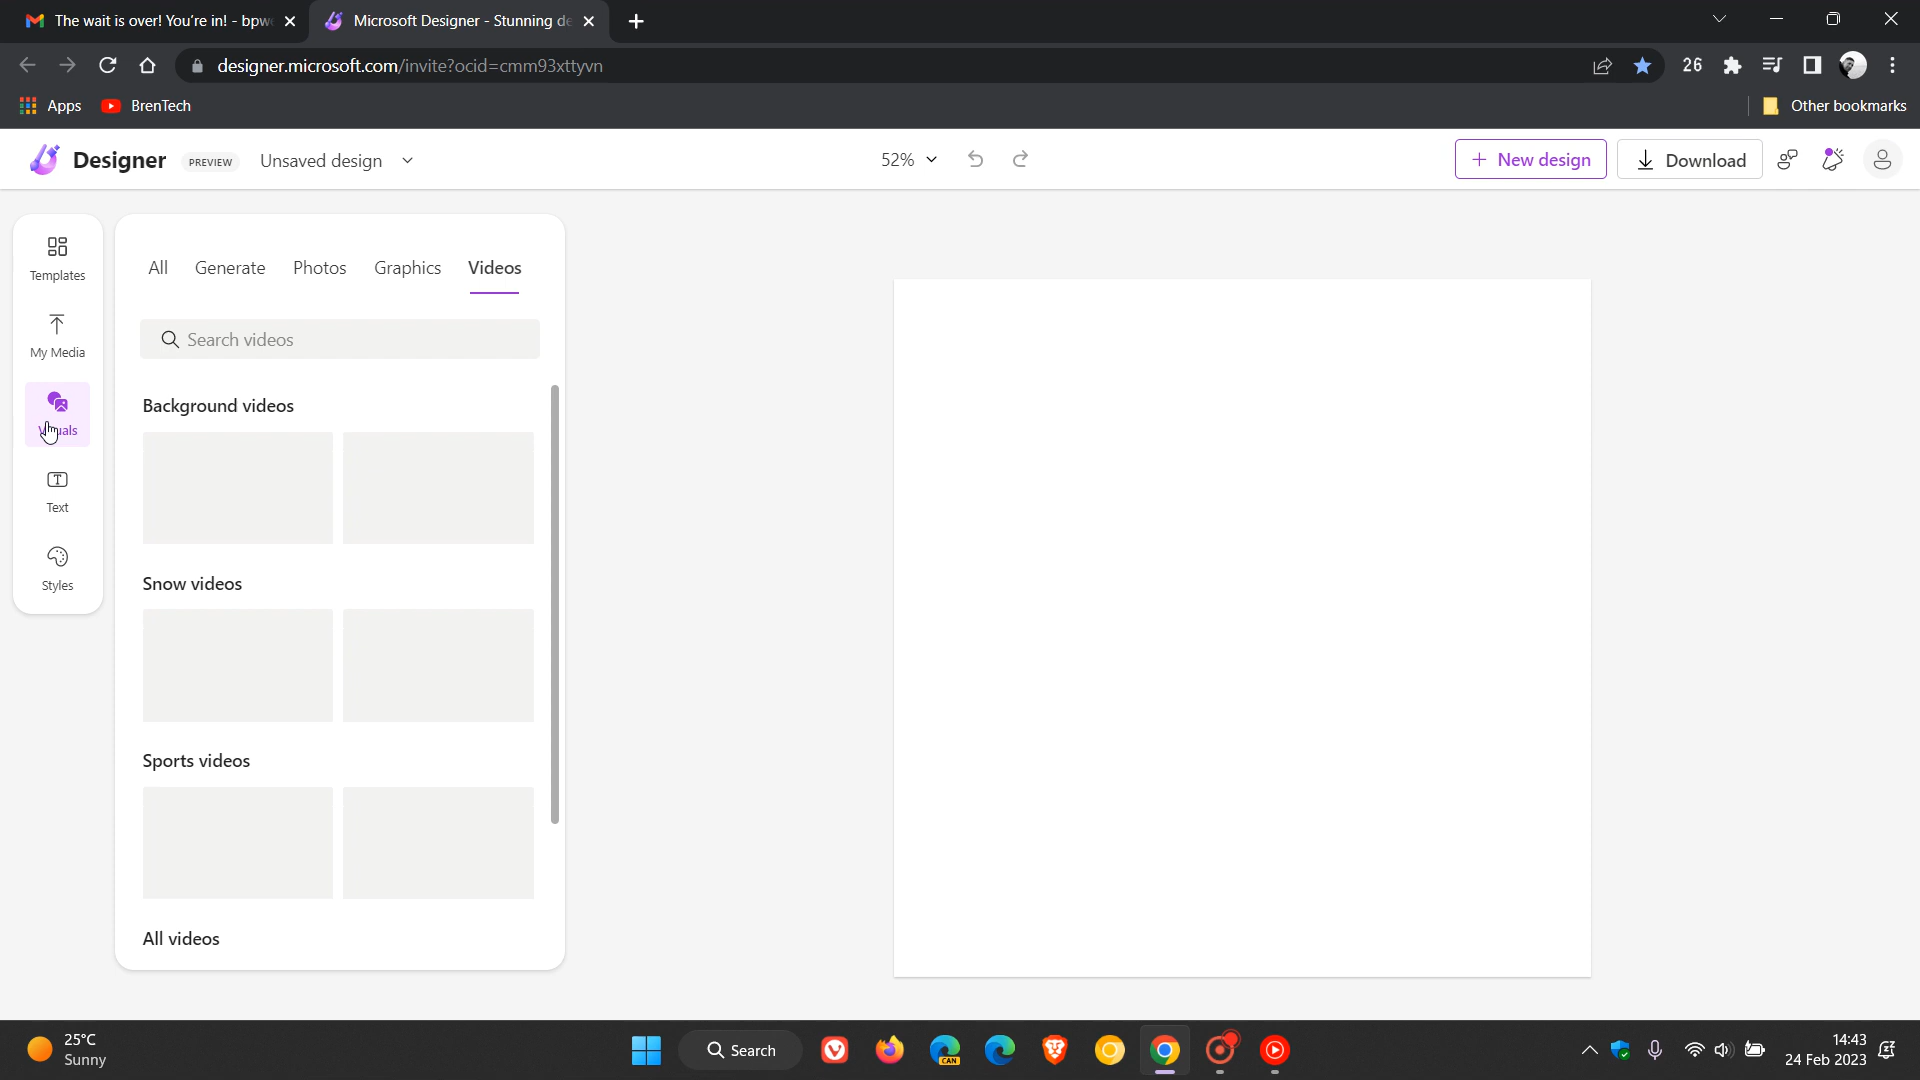 The wait is over! You're in! - bpw
Microsoft Designer - Stunning de
designer.microsoft.com/invite?ocid=cmm93xttyvn
26
Apps
BrenTech
Other bookmarks
Designer
PREVIEW
Unsaved design
52%
New design
Download
Templates
My Media
Visuals
Text
Styles
All
Generate
Photos
Graphics
Videos
Search videos
Background videos
Snow videos
Sports videos
All videos
25°C
Sunny
Search
CAN
14:43
24 Feb 2023